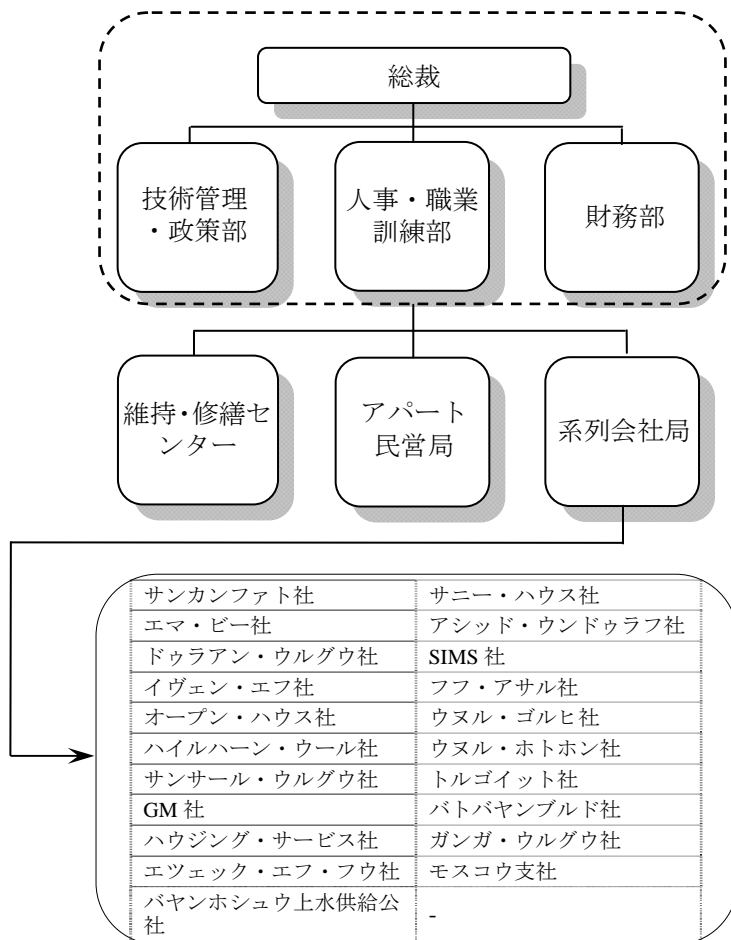 総裁
技術管理
・政策部
人事・職業
訓練部
財務部
維持・修繕セ
ンター
アパート
民営局
系列会社局
サンカンファト社
サニー・ハウス社
エマ・ビー社
アシッド・ウンドゥラフ社
ドゥラアン・ウルグウ社
SIMS 社
イヴェン・エフ社
フフ・アサル社
オープン・ハウス社
ウヌル・ゴルヒ社
ハイルハーン・ウール社
ウヌル・ホトホン社
サンサール・ウルグウ社
トルゴイット社
GM 社
バトバヤンブルド社
ハウジング・サービス社
ガンガ・ウルグウ社
エツェック・エフ・フウ社
モスコウ支社
バヤンホシュウ上水供給公
社
-